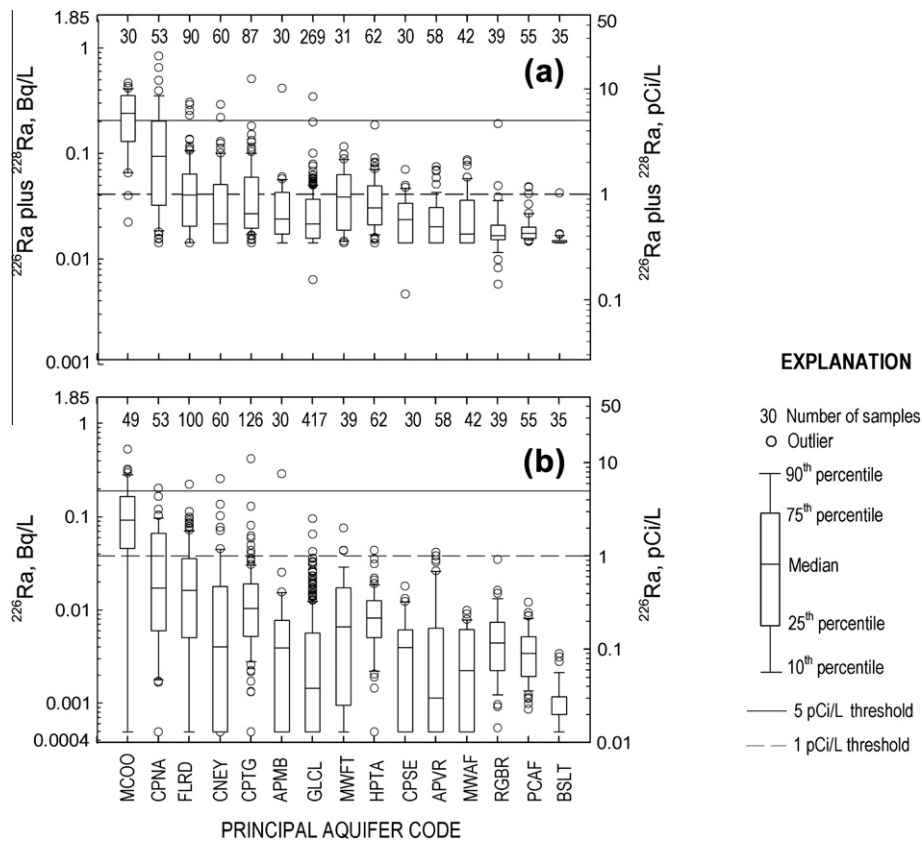 1.85
50
30 53 90 60 87 30 269 31 62 30 58 42 39 55 35
(a)
1
10
0.1
1
0.01
0.1
0.001
²²⁶Ra plus ²²⁸Ra, Bq/L
²²⁶Ra plus ²²⁸Ra, pCi/L
1.85
50
49 53 100 60 126 30 417 39 62 30 58 42 39 55 35
(b)
1
10
0.1
1
0.01
0.1
0.001
0.0004
0.01
²²⁶Ra, Bq/L
²²⁶Ra, pCi/L
MCOO CPNA FLRD CNEY CPTG APMB GLCL MWFT HPTA CPSE APVR MWAF RGBR PCAF BSLT
PRINCIPAL AQUIFER CODE
EXPLANATION
30 Number of samples
Outlier
90th percentile
75th percentile
Median
25th percentile
10th percentile
5 pCi/L threshold
1 pCi/L threshold